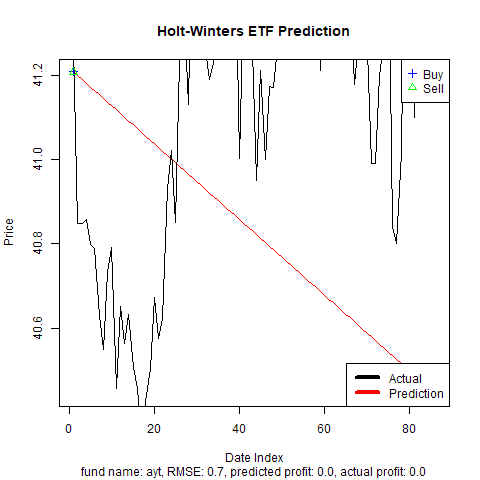 Holt-Winters ETF Prediction
Buy
Sell
41.2
41.0
40.8
40.6
Price
Actual
Prediction
0 20 40 60 80
Date Index
fund name: ayt, RMSE: 0.7, predicted profit: 0.0, actual profit: 0.0